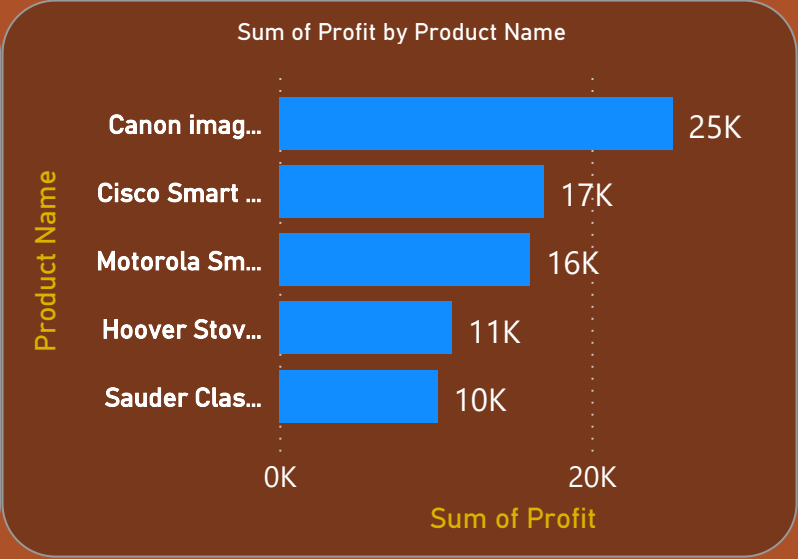 Sum of Profit by Product Name
Product Name
Canon imag...
25K
Cisco Smart ...
17K
Motorola Sm...
16K
Hoover Stov...
11K
Sauder Clas...
10K
0K
20K
Sum of Profit